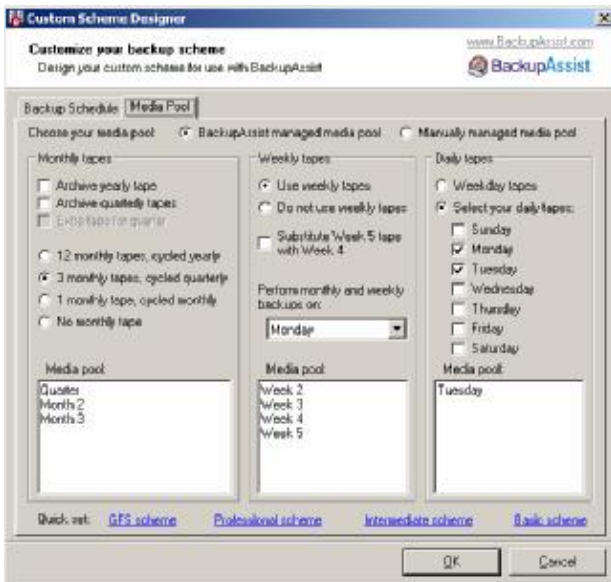 Custom Scheme Designer
Customize your backup scheme
Design your custom scheme for use with BackupAssist
www.BackupAssist.com
BackupAssist
Backup Schedule
Media Pool
Choose your media pool:
BackupAssist managed media pool
Manually managed media pool
Monthly tapes
Archive yearly tape
Archive quarterly tapes
Extra tape for quarter
12 monthly tapes, cycled yearly
3 monthly tapes, cycled quarterly
1 monthly tape, cycled monthly
No monthly tape
Media pool:
Quarter
Month 2
Month 3
Weekly tapes
Use weekly tapes
Do not use weekly tapes
Substitute Week 5 tape
with Week 4
Perform monthly and weekly
backups on:
Monday
Media pool:
Week 2
Week 3
Week 4
Week 5
Daily tapes
Weekday tapes
Select your daily tapes:
Sunday
Monday
Tuesday
Wednesday
Thursday
Friday
Saturday
Media pool:
Tuesday
Quick set:
GFS scheme
Professional scheme
Intermediate scheme
Basic scheme
OK
Cancel